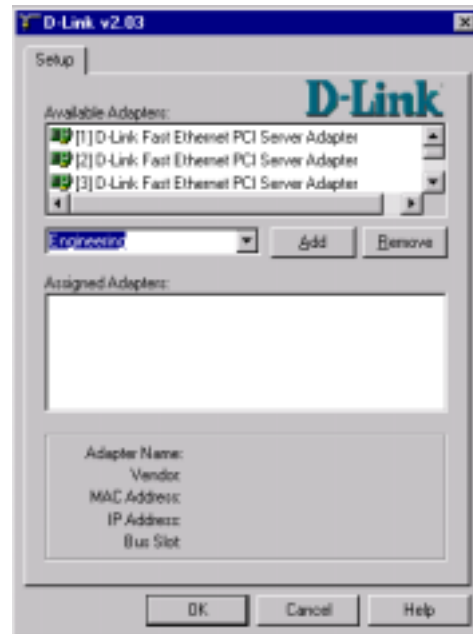 D-Link v2.03
Setup
D-Link
Available Adapters:
[1] D-Link Fast Ethernet PCI Server Adapter
[2] D-Link Fast Ethernet PCI Server Adapter
[3] D-Link Fast Ethernet PCI Server Adapter
Engineering
Add
Remove
Assigned Adapters:
Adapter Name:
Vendor:
MAC Address:
IP Address:
Bus Slot:
OK
Cancel
Help